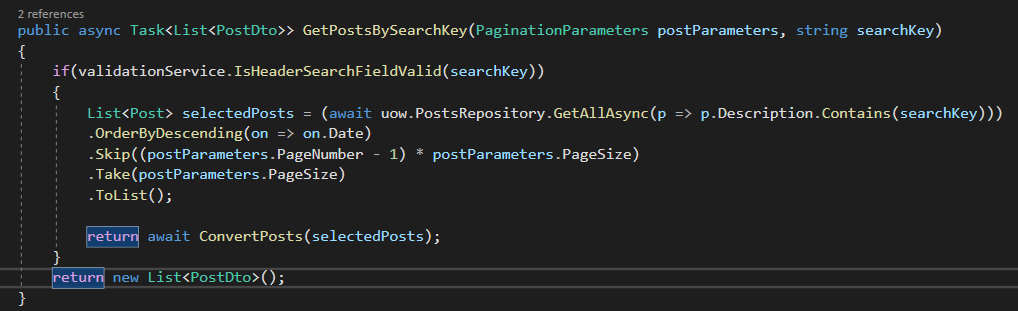 2 references
public async Task<List<PostDto>> GetPostsBySearchKey(PaginationParameters postParameters, string searchKey)
{
if(validationService.IsHeaderSearchFieldValid(searchKey))
{
List<Post> selectedPosts = (await uow.PostsRepository.GetAllAsync(p => p.Description.Contains(searchKey)))
.OrderByDescending(on => on.Date)
.Skip((postParameters.PageNumber - 1) * postParameters.PageSize)
.Take(postParameters.PageSize)
.ToList();
return await ConvertPosts(selectedPosts);
}
return new List<PostDto>();
}